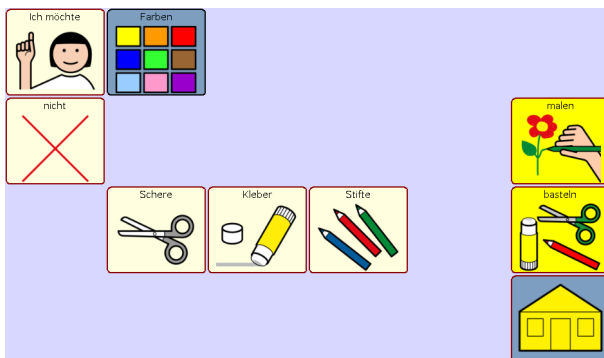 Ich möchte
Farben
nicht
malen
Schere
Kleber
Stifte
basteln